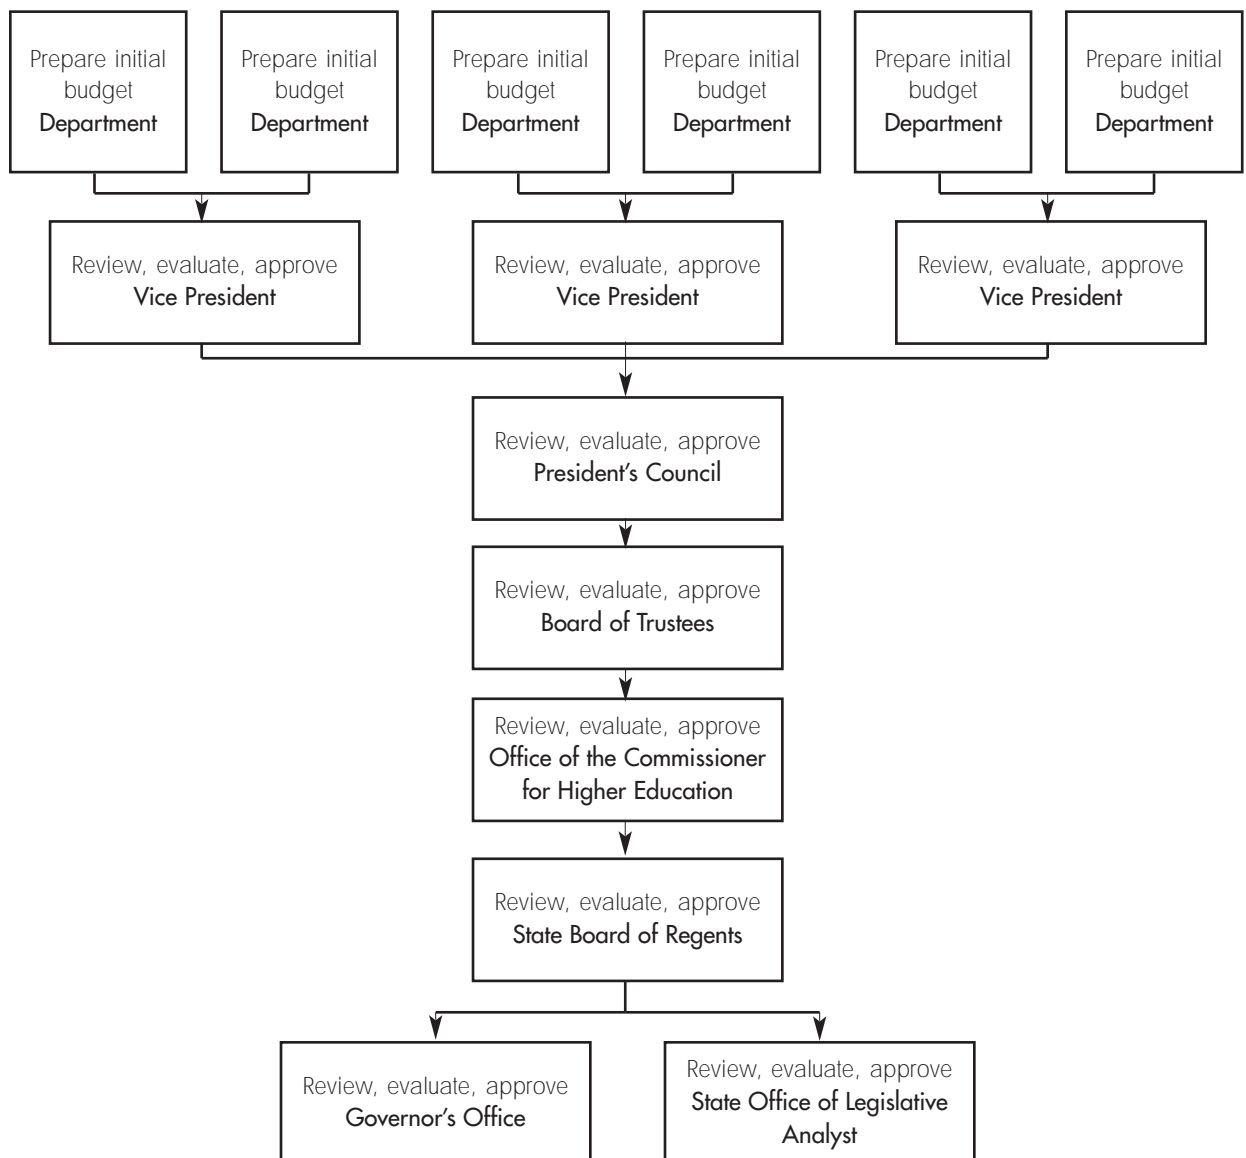 Prepare initial
budget
Department
Prepare initial
budget
Department
Prepare initial
budget
Department
Prepare initial
budget
Department
Prepare initial
budget
Department
Prepare initial
budget
Department
Review, evaluate, approve
Vice President
Review, evaluate, approve
Vice President
Review, evaluate, approve
Vice President
Review, evaluate, approve
President’s Council
Review, evaluate, approve
Board of Trustees
Review, evaluate, approve
Office of the Commissioner
for Higher Education
Review, evaluate, approve
State Board of Regents
Review, evaluate, approve
Governor’s Office
Review, evaluate, approve
State Office of Legislative
Analyst